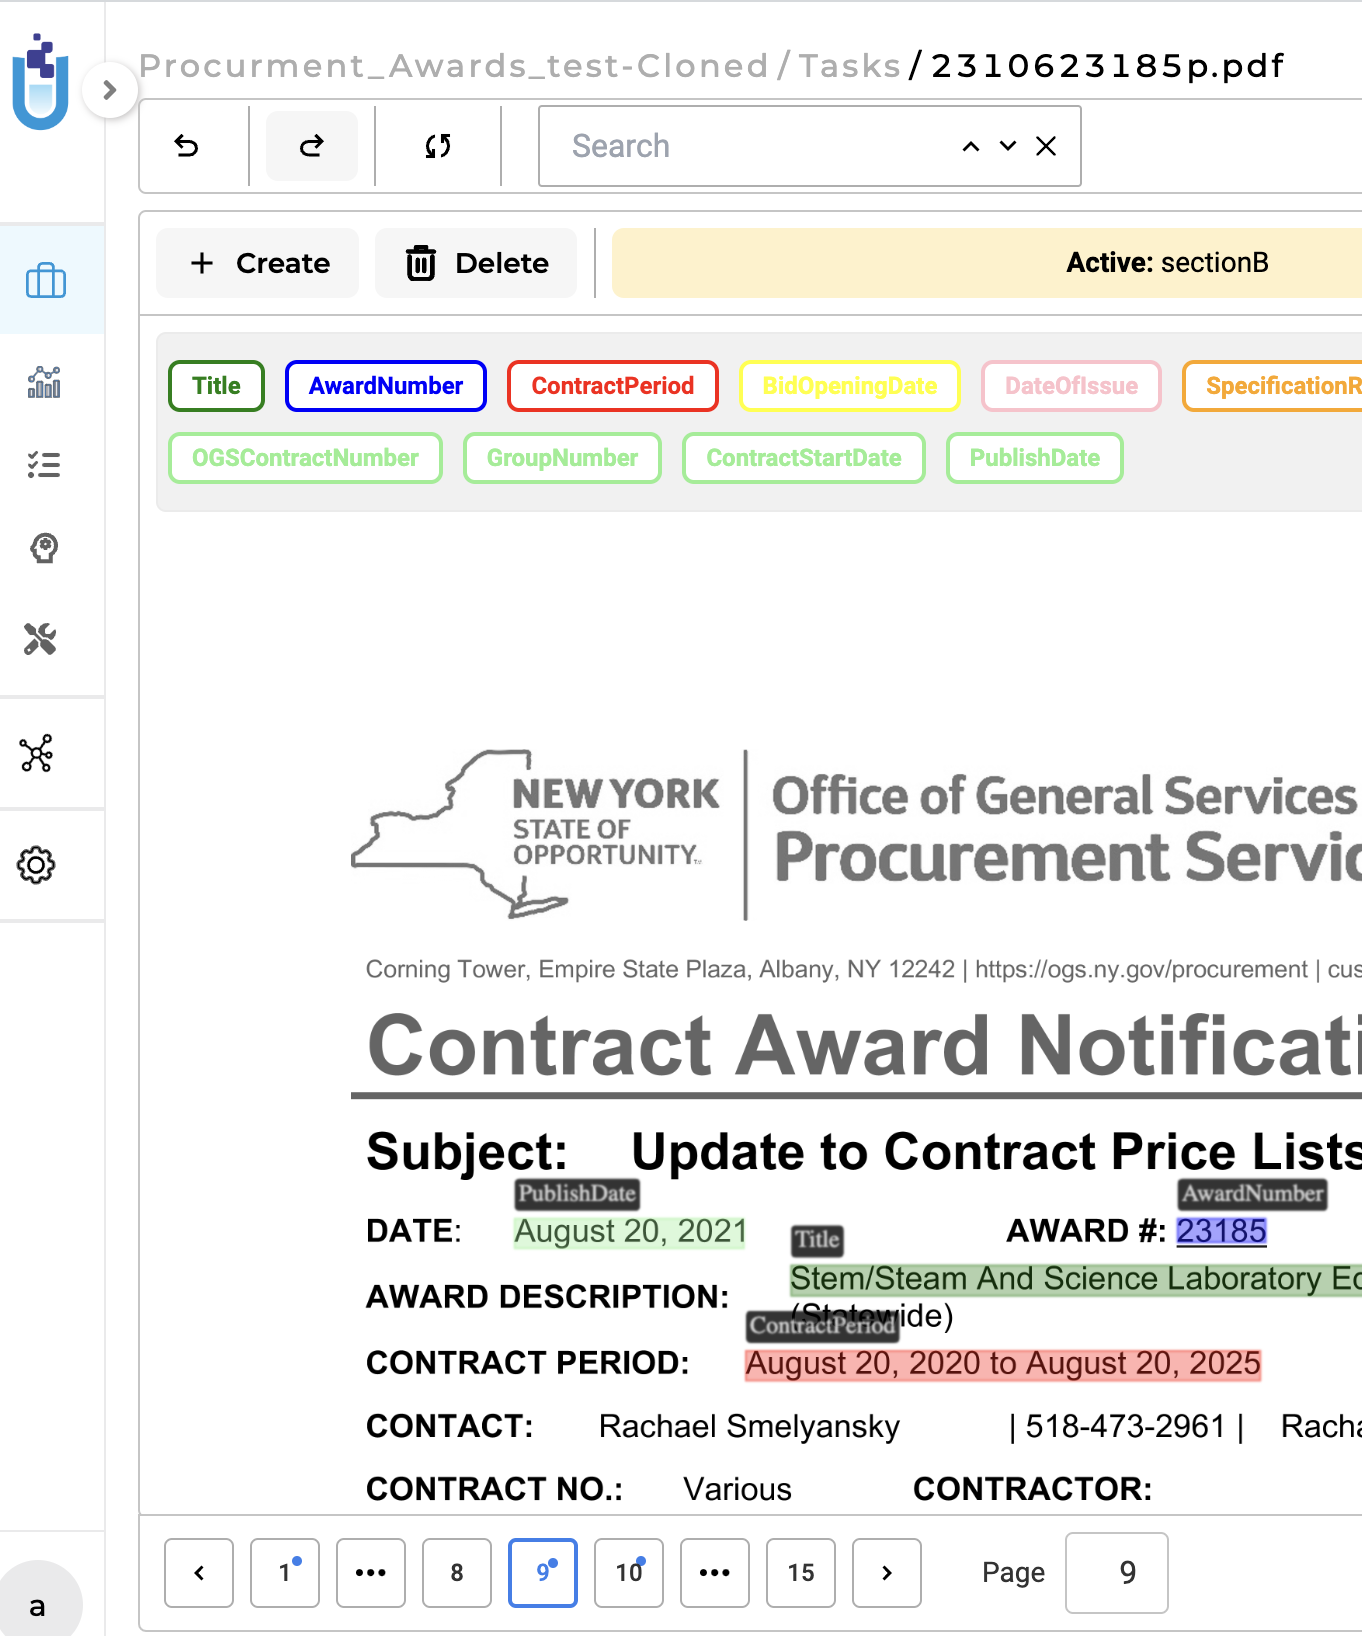 Procurment_Awards_test-Cloned / Tasks / 2310623185p.pdf
Search
Create
Delete
Active: sectionB
Title
AwardNumber
ContractPeriod
BidOpeningDate
DateOfIssue
SpecificationR
OGSContractNumber
GroupNumber
ContractStartDate
PublishDate
NEW YORK
STATE OF
OPPORTUNITY™
Office of General Services
Procurement Servic
Corning Tower, Empire State Plaza, Albany, NY 12242 | https://ogs.ny.gov/procurement | cus
Contract Award Notificati
Subject: Update to Contract Price Lists
PublishDate
AwardNumber
DATE: August 20, 2021 AWARD #: 23185
Title
AWARD DESCRIPTION: Stem/Steam And Science Laboratory Ec
(Statewide)
ContractPeriod
CONTRACT PERIOD: August 20, 2020 to August 20, 2025
CONTACT: Rachael Smelyansky | 518-473-2961 | Racha
CONTRACT NO.: Various CONTRACTOR:
1 ••• 8 9 10 ••• 15 Page 9
a